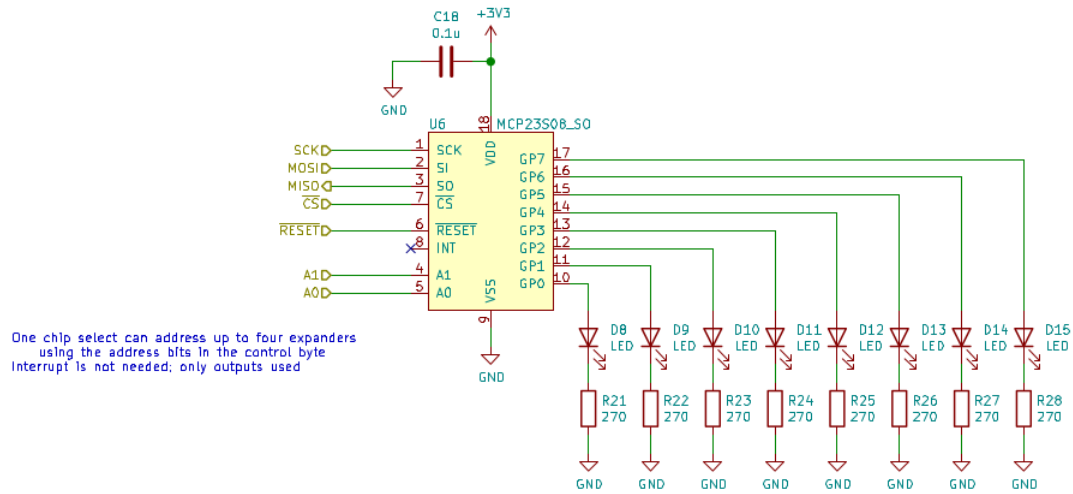 C18
0.1u
+3V3
GND
U6
MCP23S08_SO
18
VDD
SCK
1
SCK
MOSI
2
SI
MISO
3
SO
CS
7
CS
RESET
6
RESET
8
INT
A1
4
A1
A0
5
A0
GP7
17
GP6
16
GP5
15
GP4
14
GP3
13
GP2
12
GP1
11
GP0
10
VSS
9
GND
One chip select can address up to four expanders
using the address bits in the control byte
Interrupt is not needed; only outputs used
D8
LED
D9
LED
D10
LED
D11
LED
D12
LED
D13
LED
D14
LED
D15
LED
R21
270
R22
270
R23
270
R24
270
R25
270
R26
270
R27
270
R28
270
GND
GND
GND
GND
GND
GND
GND
GND